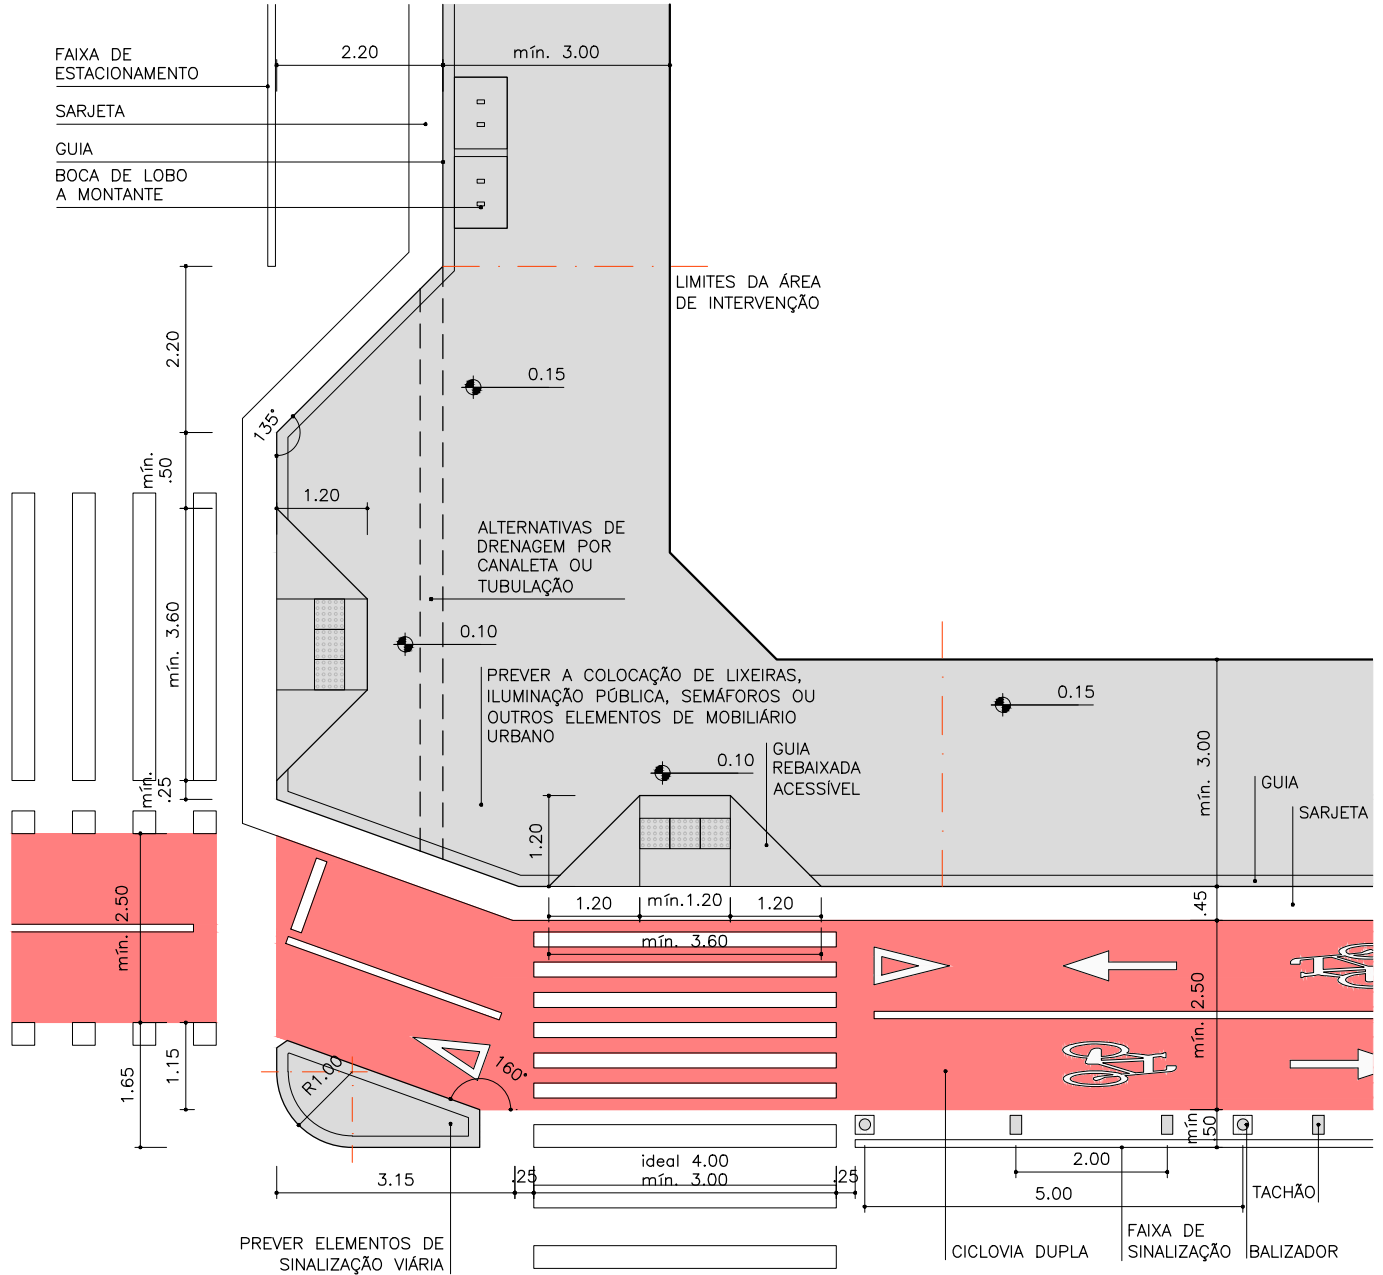 FAIXA DE
ESTACIONAMENTO
SARJETA
GUIA
BOCA DE LOBO
A MONTANTE
2.20
mín. 3.00
LIMITES DA ÁREA
DE INTERVENÇÃO
2.20
0.15
135°
mín.
.50
1.20
ALTERNATIVAS DE
DRENAGEM POR
CANALETA OU
TUBULAÇÃO
mín. 3.60
0.10
PREVER A COLOCAÇÃO DE LIXEIRAS,
ILUMINAÇÃO PÚBLICA, SEMÁFOROS OU
OUTROS ELEMENTOS DE MOBILIÁRIO
URBANO
0.15
0.10
GUIA
REBAIXADA
ACESSÍVEL
mín. 3.00
GUIA
SARJETA
mín.
.25
1.20
1.20
mín.1.20
1.20
.45
mín. 3.60
mín. 2.50
mín. 2.50
R1.00
160°
1.65
1.15
mín
.50
ideal 4.00
mín. 3.00
3.15
.25
.25
2.00
5.00
TACHÃO
PREVER ELEMENTOS DE
SINALIZAÇÃO VIÁRIA
CICLOVIA DUPLA
FAIXA DE
SINALIZAÇÃO
BALIZADOR